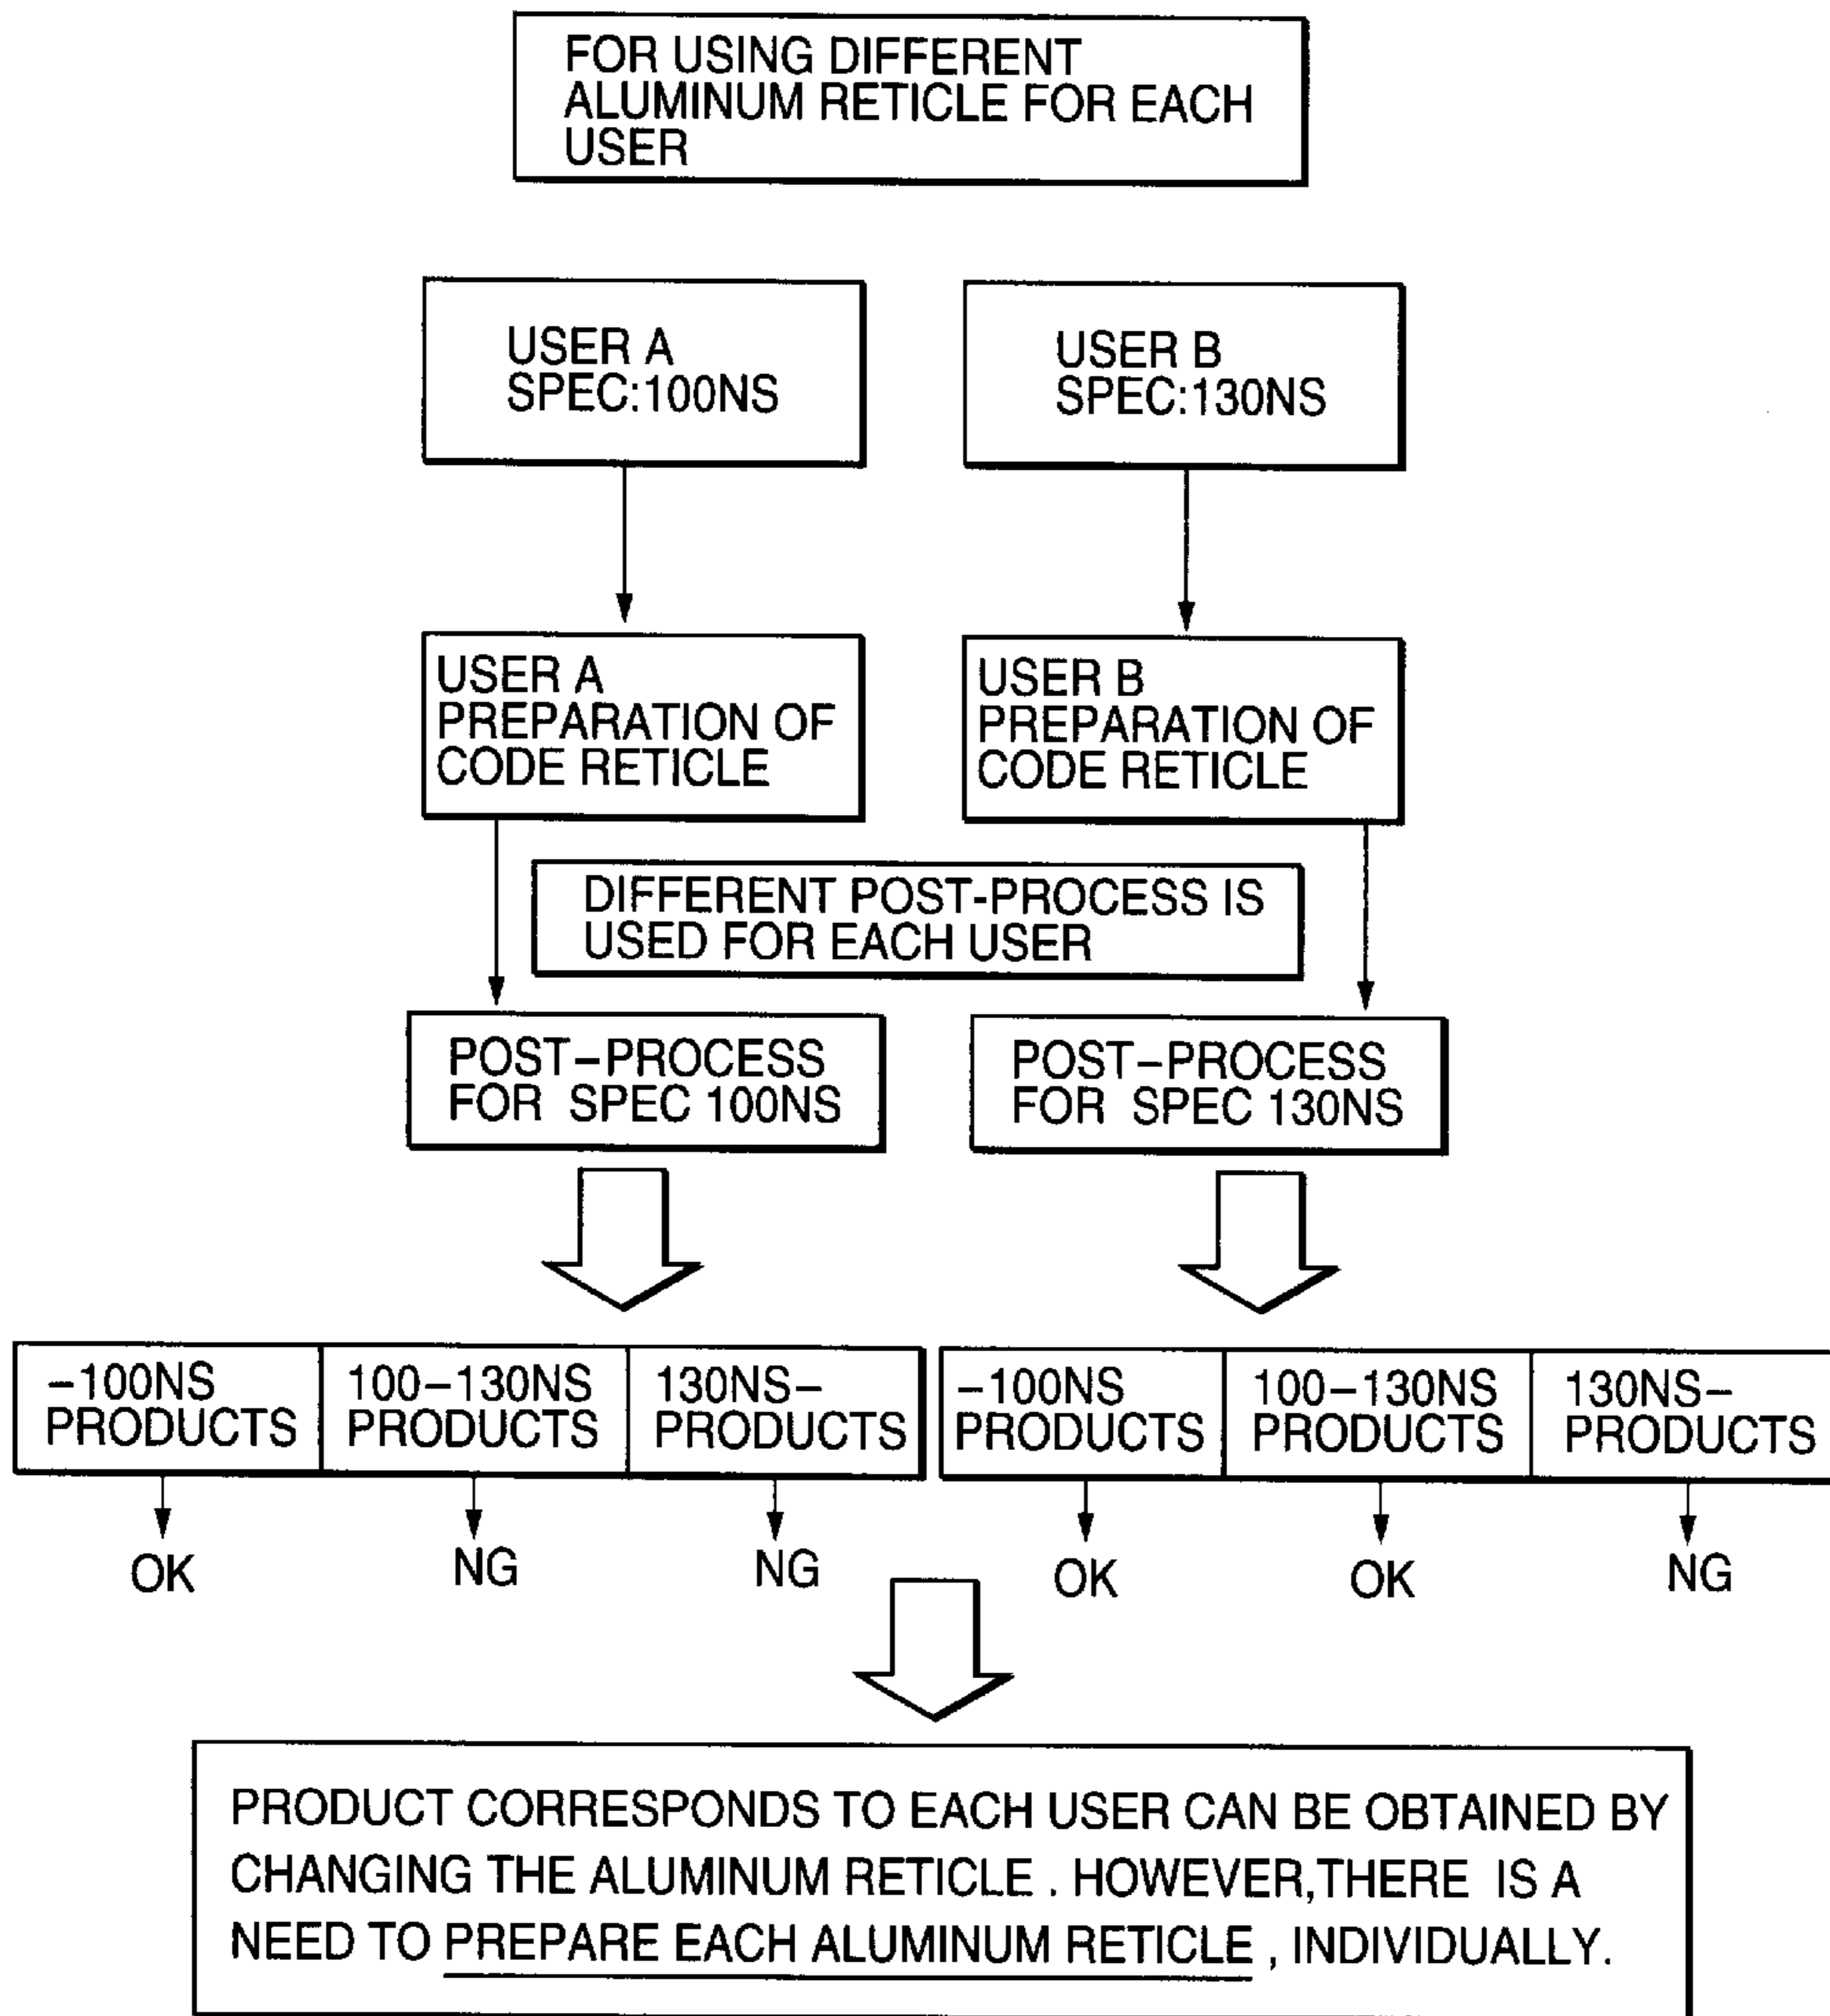 FOR USING DIFFERENT
ALUMINUM RETICLE FOR EACH
USER
USER A
SPEC:100NS
USER B
SPEC:130NS
USER A
PREPARATION OF
CODE RETICLE
USER B
PREPARATION OF
CODE RETICLE
DIFFERENT POST-PROCESS IS
USED FOR EACH USER
POST-PROCESS
FOR SPEC 100NS
POST-PROCESS
FOR SPEC 130NS
-100NS
PRODUCTS
100-130NS
PRODUCTS
130NS-
PRODUCTS
-100NS
PRODUCTS
100-130NS
PRODUCTS
130NS-
PRODUCTS
OK
NG
NG
OK
OK
NG
PRODUCT CORRESPONDS TO EACH USER CAN BE OBTAINED BY
CHANGING THE ALUMINUM RETICLE . HOWEVER,THERE IS A
NEED TO PREPARE EACH ALUMINUM RETICLE , INDIVIDUALLY.